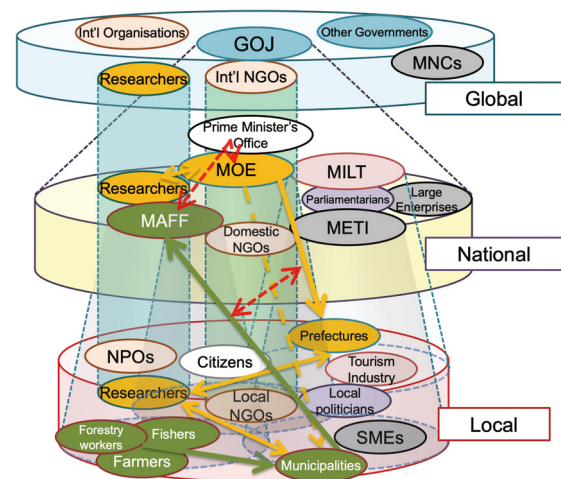 Int'l Organisations
GOJ
Other Governments
MNCs
Researchers
Int'l NGOs
Global
Prime Minister's
Office
MOE
MILT
Researchers
Parliamentarians
Large
Enterprises
MAFF
METI
Domestic
NGOs
National
Prefectures
NPOs
Citizens
Tourism
Industry
Researchers
Local
NGOs
Local
politicians
Local
Forestry
workers
Fishers
SMEs
Farmers
Municipalities